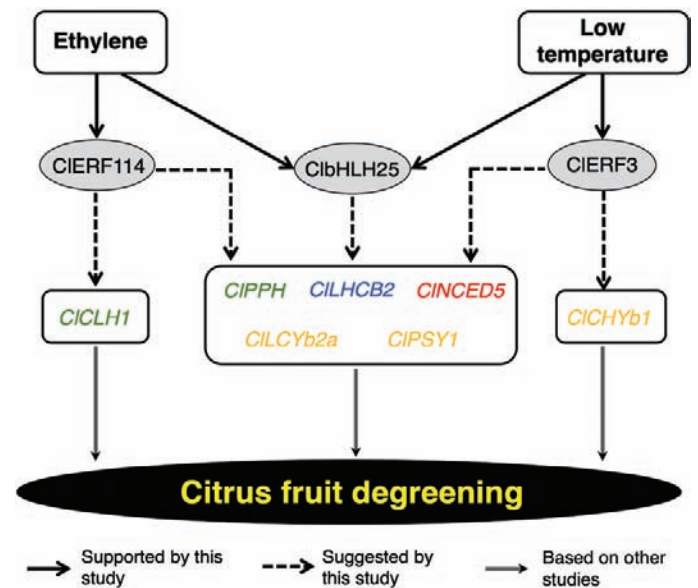 Ethylene
Low
temperature
ClERF114
ClbHLH25
ClERF3
ClPPH ClLHCB2 ClNCED5
ClCLH1
ClCHYb1
ClLCYb2a ClPSY1
Citrus fruit degreening
Supported by this
study
Suggested by
this study
Based on other
studies